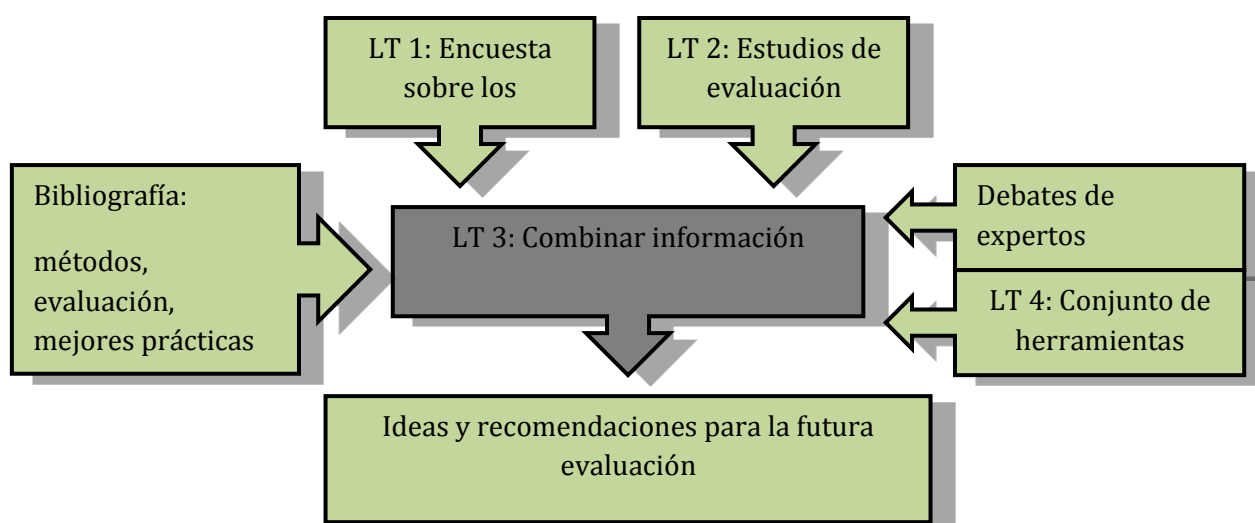 LT 1: Encuesta
sobre los
LT 2: Estudios de
evaluación
Bibliografía:
métodos,
evaluación,
mejores prácticas
LT 3: Combinar información
Debates de
expertos
LT 4: Conjunto de
herramientas
Ideas y recomendaciones para la futura
evaluación